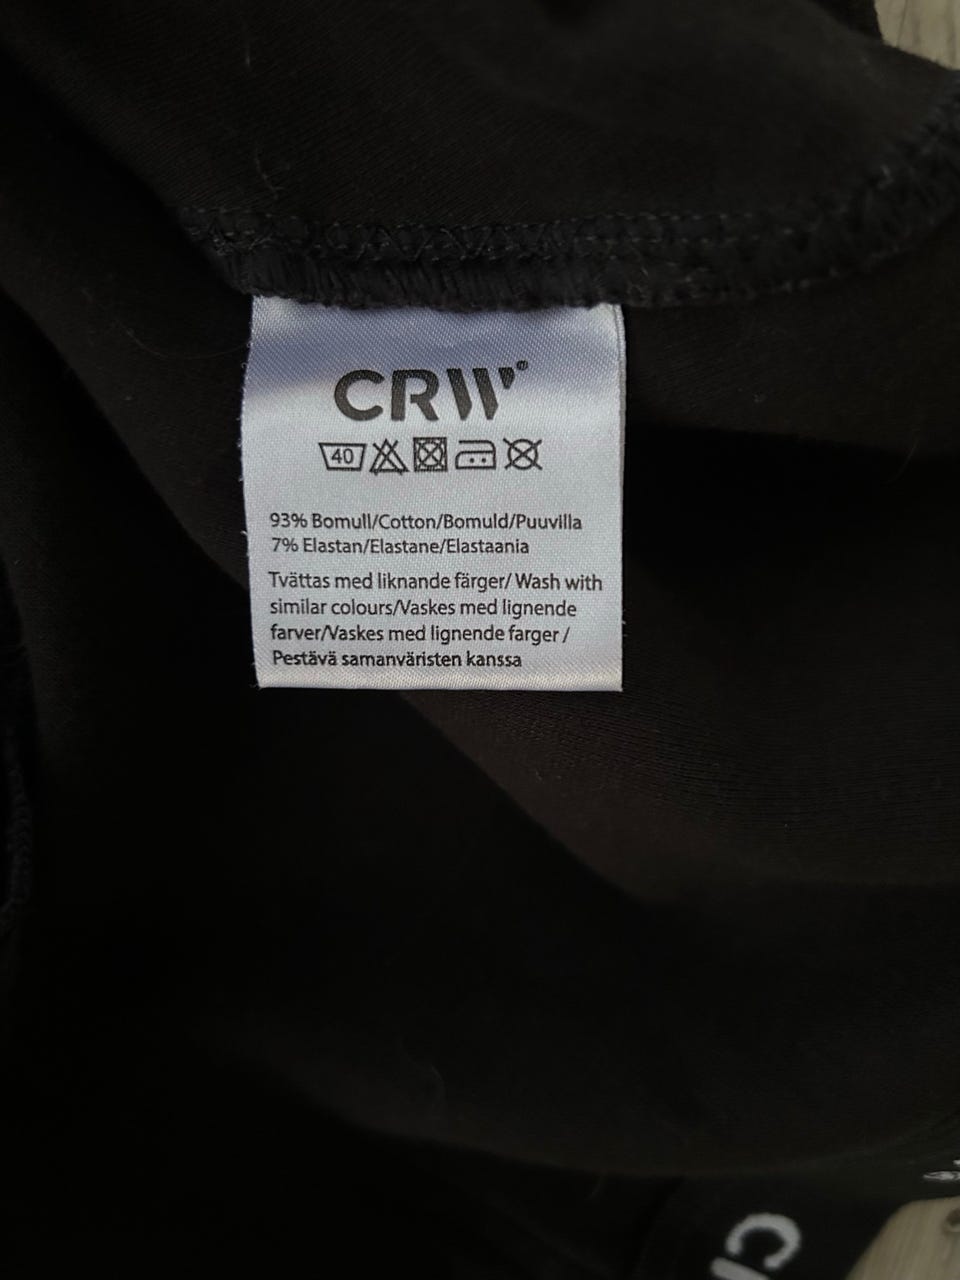 CRW®
40
93% Bomull/Cotton/Bomuld/Puuvilla
7% Elastan/Elastane/Elastaania
Tvättas med liknande färger/ Wash with
similar colours/Vaskes med lignende
farver/Vaskes med lignende farger /
Pestävä samanväristen kanssa